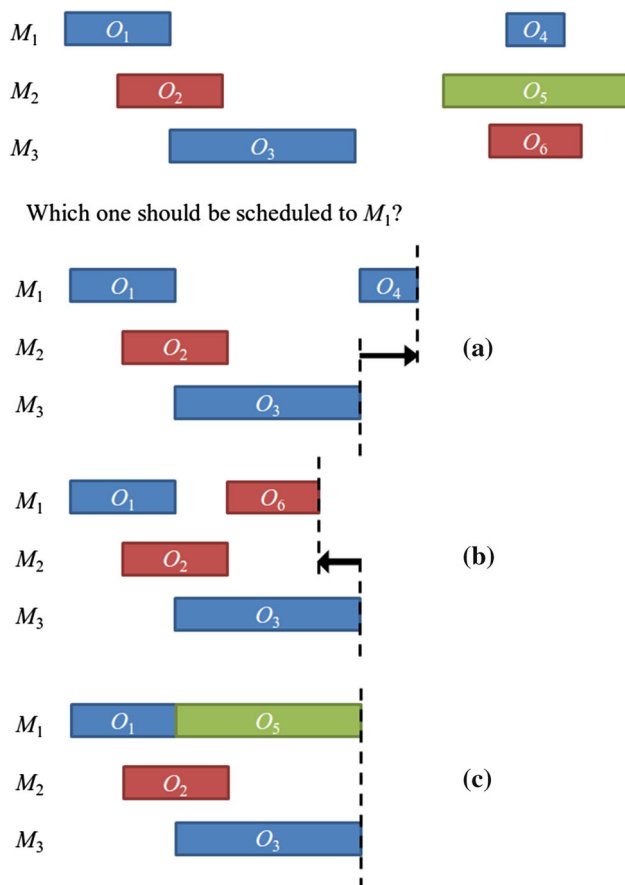 M₁ O₁ O₄
M₂ O₂ O₅
M₃ O₃ O₆
Which one should be scheduled to M₁?
M₁ O₁ O₄
M₂ O₂ (a)
M₃ O₃
M₁ O₁ O₆
M₂ O₂ (b)
M₃ O₃
M₁ O₁ O₅
M₂ O₂ (c)
M₃ O₃